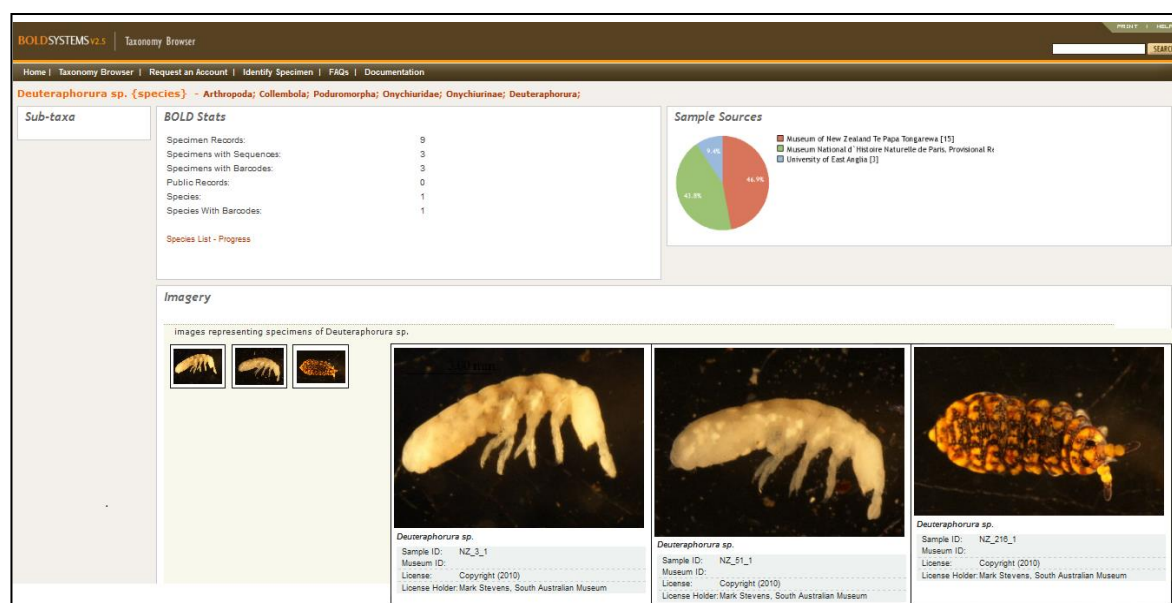 PRINT | HELP
BOLDSYSTEMS v2.5 | Taxonomy Browser
SEARCH
Home | Taxonomy Browser | Request an Account | Identify Specimen | FAQs | Documentation
Deuteraphorura sp. {species} - Arthropoda; Collembola; Poduromorpha; Onychiuridae; Onychiurinae; Deuteraphorura;
Sub-taxa
BOLD Stats
Specimen Records: 9
Specimens with Sequences: 3
Specimens with Barcodes: 3
Public Records: 0
Species: 1
Species With Barcodes: 1
Species List - Progress
Sample Sources
9.4%
46.9%
43.8%
Museum of New Zealand Te Papa Tongarewa [15]
Museum National d`Histoire Naturelle de Paris, Provisional Re
University of East Anglia [3]
Imagery
images representing specimens of Deuteraphorura sp.
Deuteraphorura sp.
Sample ID: NZ_3_1
Museum ID:
License: Copyright (2010)
License Holder: Mark Stevens, South Australian Museum
Deuteraphorura sp.
Sample ID: NZ_51_1
Museum ID:
License: Copyright (2010)
License Holder: Mark Stevens, South Australian Museum
Deuteraphorura sp.
Sample ID: NZ_216_1
Museum ID:
License: Copyright (2010)
License Holder: Mark Stevens, South Australian Museum